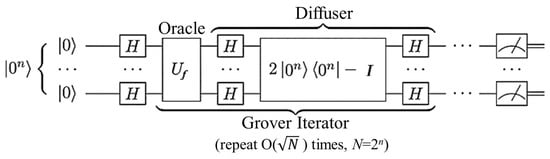 Diffuser
Oracle
|0⟩ H H H ···
|0ⁿ⟩ ··· ··· U_f ··· 2|0ⁿ⟩⟨0ⁿ| − I ··· ··· ···
|0⟩ H H H ···
Grover Iterator
(repeat O(√N) times, N=2ⁿ)